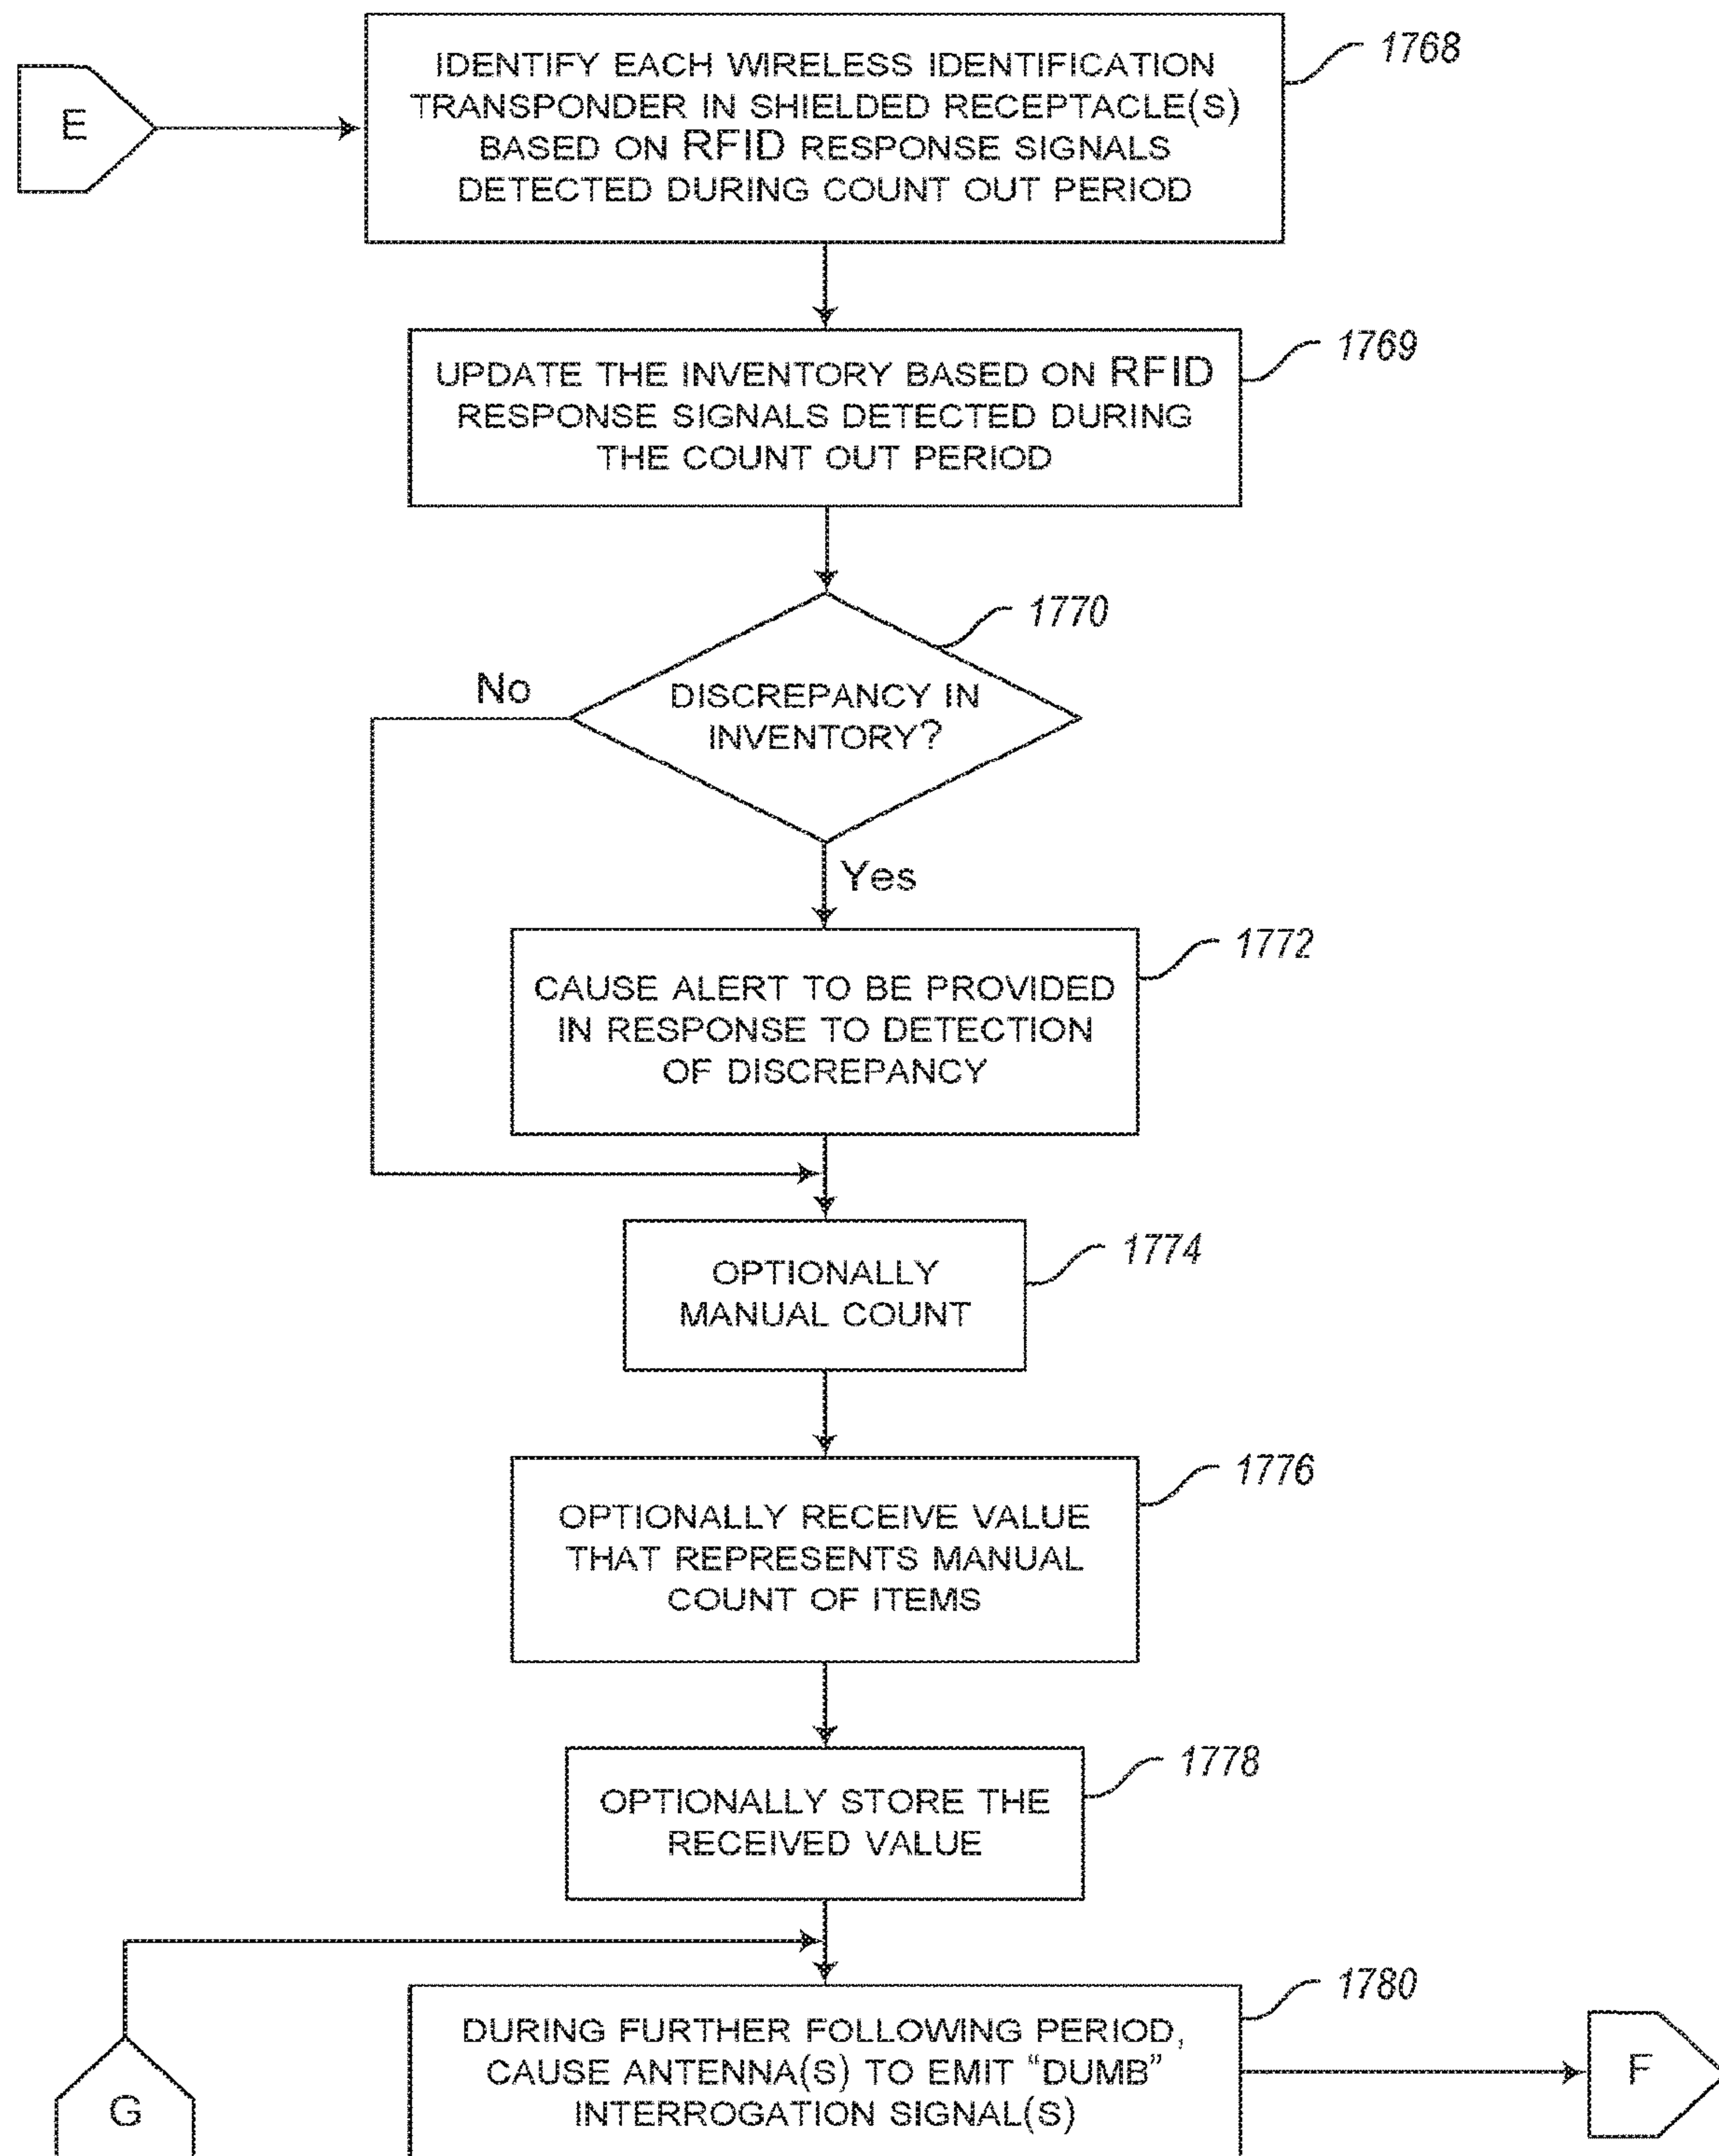 E
IDENTIFY EACH WIRELESS IDENTIFICATION
TRANSPONDER IN SHIELDED RECEPTACLE(S)
BASED ON RFID RESPONSE SIGNALS
DETECTED DURING COUNT OUT PERIOD
1768
UPDATE THE INVENTORY BASED ON RFID
RESPONSE SIGNALS DETECTED DURING
THE COUNT OUT PERIOD
1769
DISCREPANCY IN
INVENTORY?
1770
No
Yes
CAUSE ALERT TO BE PROVIDED
IN RESPONSE TO DETECTION
OF DISCREPANCY
1772
OPTIONALLY
MANUAL COUNT
1774
OPTIONALLY RECEIVE VALUE
THAT REPRESENTS MANUAL
COUNT OF ITEMS
1776
OPTIONALLY STORE THE
RECEIVED VALUE
1778
G
DURING FURTHER FOLLOWING PERIOD,
CAUSE ANTENNA(S) TO EMIT “DUMB”
INTERROGATION SIGNAL(S)
1780
F